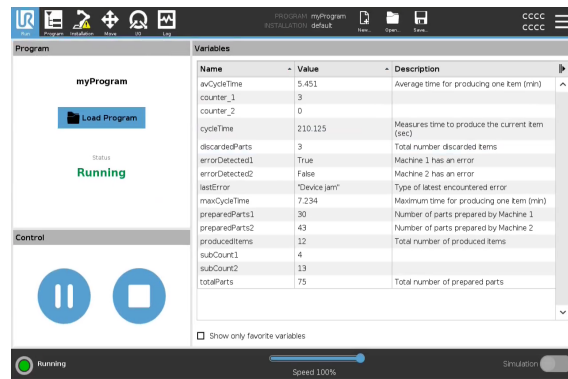 UR
Run
Program
Installation
Move
I/O
Log
PROGRAM myProgram
INSTALLATION default
New...
Open...
Save...
CCCC
CCCC
Program
myProgram
Load Program
Status
Running
Control
Variables
Name Value Description
avCycleTime 5.451 Average time for producing one item (min)
counter_1 3
counter_2 0
cycleTime 210.125 Measures time to produce the current item
(sec)
discardedParts 3 Total number discarded items
errorDetected1 True Machine 1 has an error
errorDetected2 False Machine 2 has an error
lastError "Device jam" Type of latest encountered error
maxCycleTime 7.234 Maximum time for producing one item (min)
preparedParts1 30 Number of parts prepared by Machine 1
preparedParts2 43 Number of parts prepared by Machine 2
producedItems 12 Total number of produced items
subCount1 4
subCount2 13
totalParts 75 Total number of prepared parts
Show only favorite variables
Running
Speed 100%
Simulation